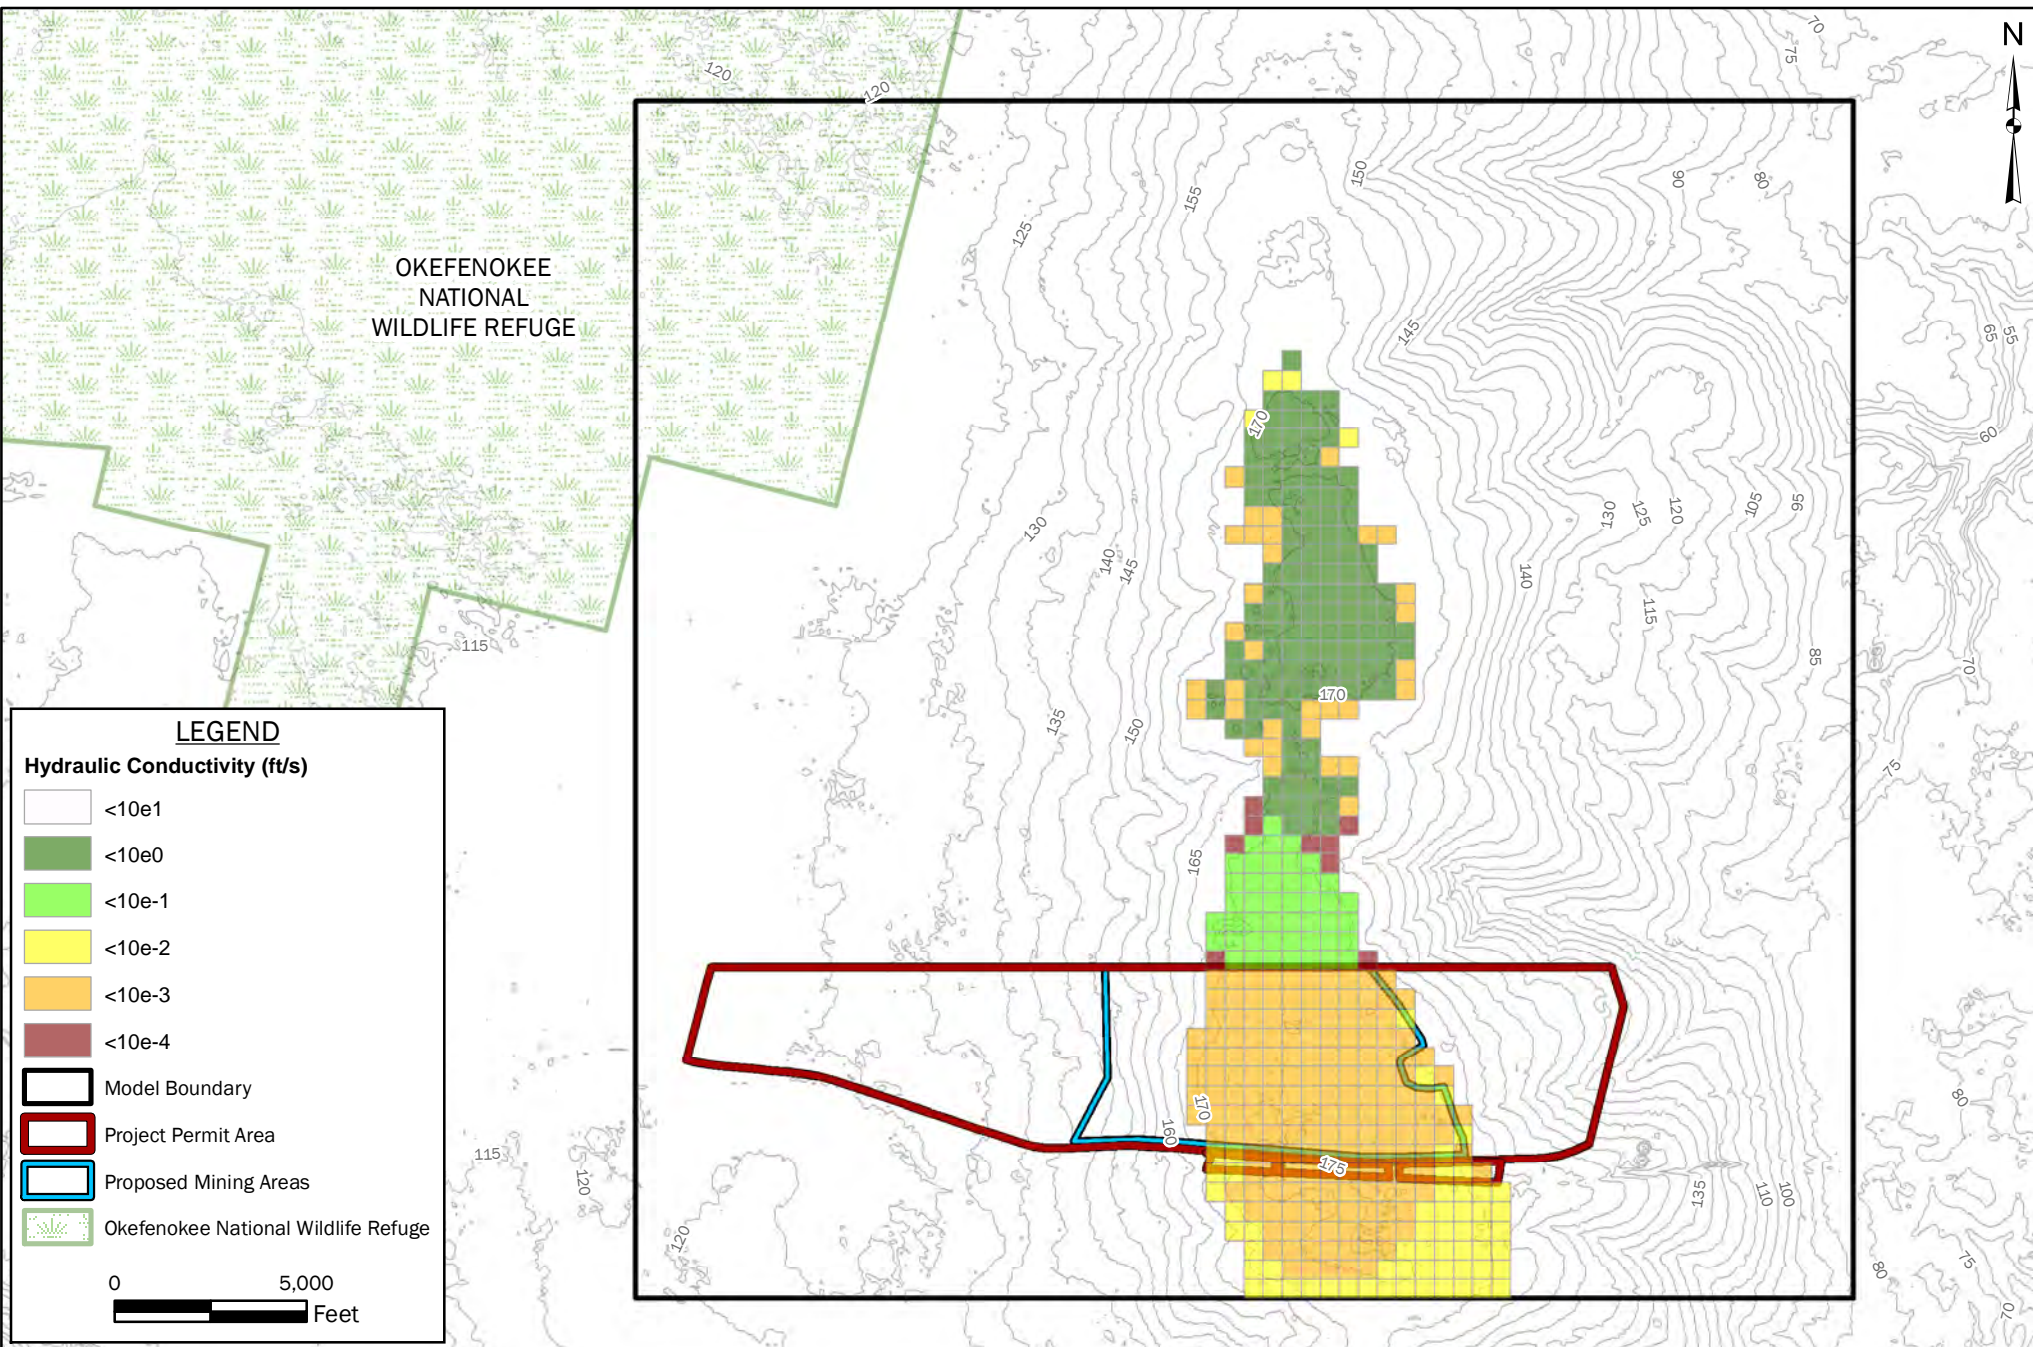 120
120
70
75
N
155
150
90
80
125
OKEFENOKEE
NATIONAL
WILDLIFE REFUGE
145
65
55
170
60
130
140
145
130
125
120
105
95
140
115
115
85
70
170
135
150
75
165
LEGEND
Hydraulic Conductivity (ft/s)
<10e1
<10e0
<10e-1
<10e-2
<10e-3
<10e-4
Model Boundary
Project Permit Area
Proposed Mining Areas
Okefenokee National Wildlife Refuge
0 5,000
Feet
170
160
175
115
120
120
135
110
100
80
80
75
70